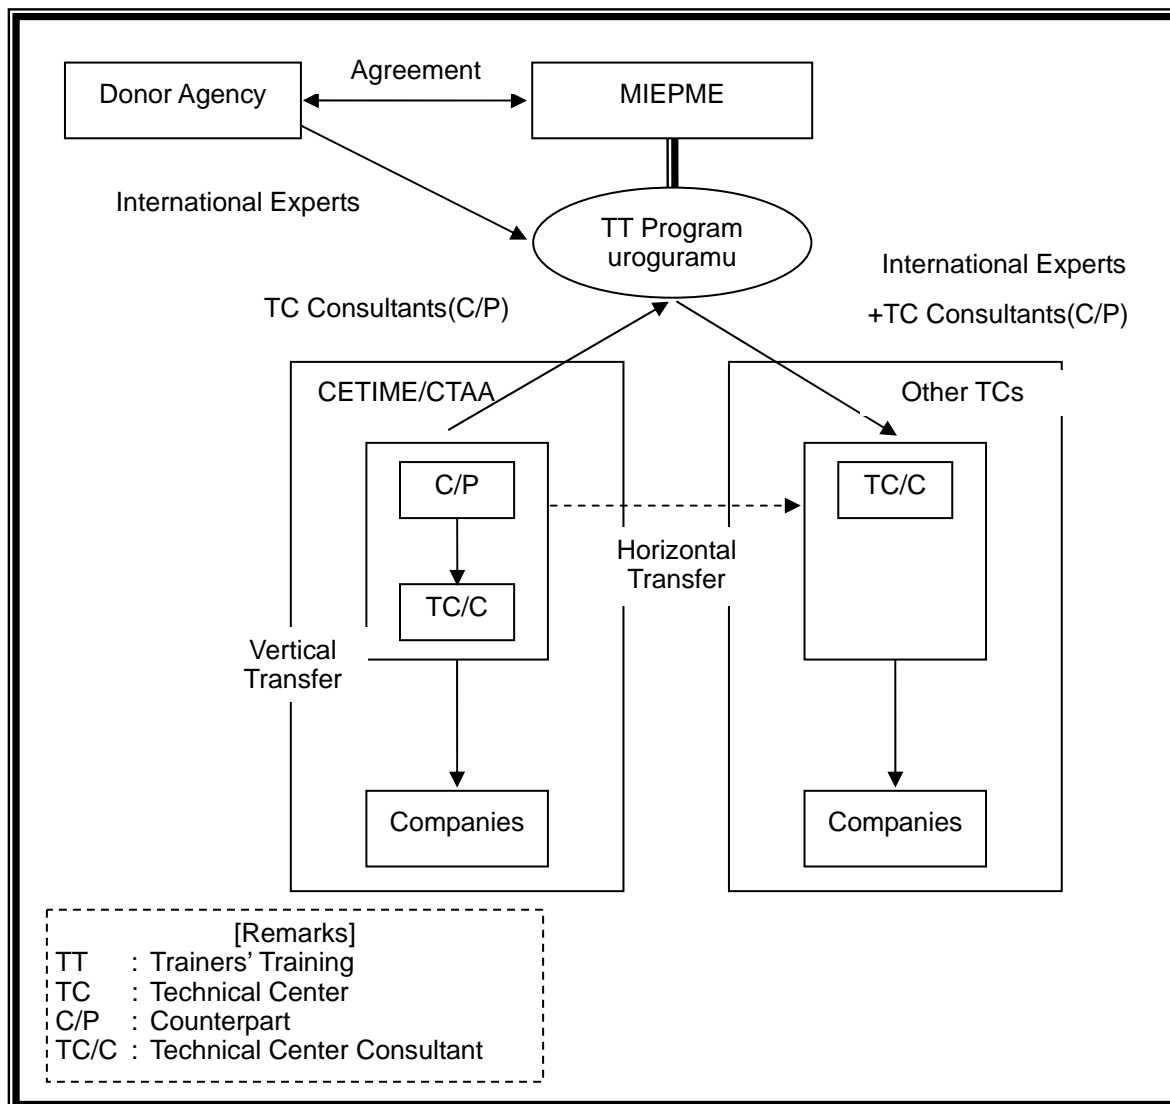 Agreement
Donor Agency
MIEPME
International Experts
TT Program
uroguramu
International Experts
+TC Consultants(C/P)
TC Consultants(C/P)
CETIME/CTAA
Other TCs
C/P
TC/C
TC/C
Horizontal
Transfer
Vertical
Transfer
Companies
Companies
[Remarks]
TT : Trainers’ Training
TC : Technical Center
C/P : Counterpart
TC/C : Technical Center Consultant